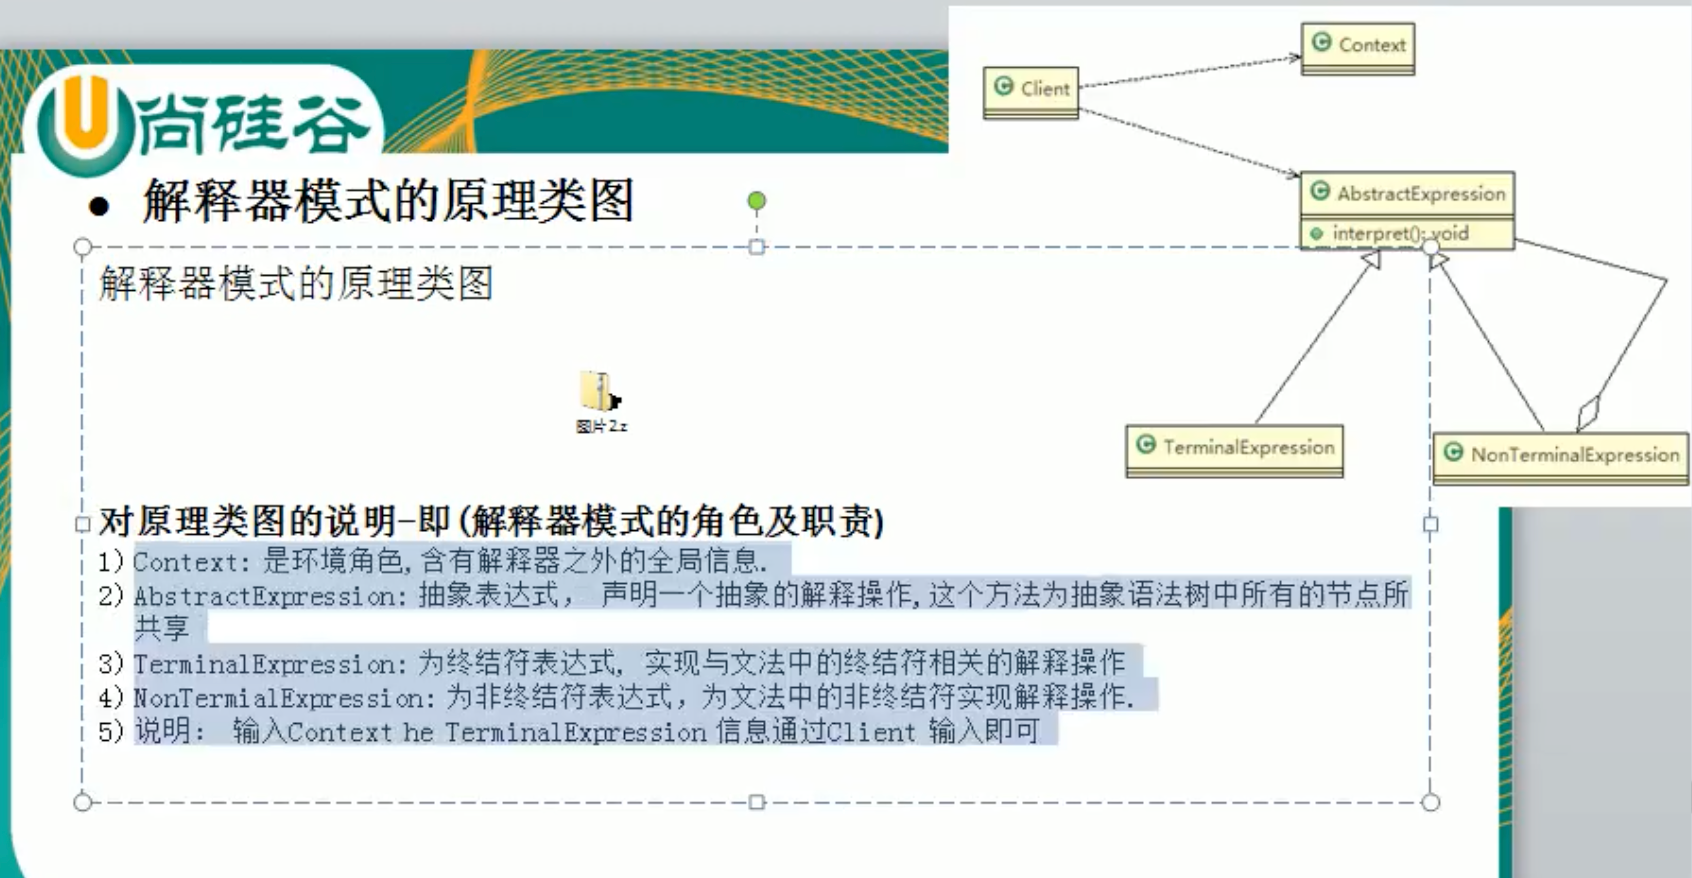 尚硅谷
● 解释器模式的原理类图
解释器模式的原理类图
图片2.z
Client
Context
AbstractExpression
interpret(): void
TerminalExpression
NonTerminalExpression
对原理类图的说明-即(解释器模式的角色及职责)
1) Context: 是环境角色,含有解释器之外的全局信息.
2) AbstractExpression: 抽象表达式， 声明一个抽象的解释操作,这个方法为抽象语法树中所有的节点所
共享
3) TerminalExpression: 为终结符表达式, 实现与文法中的终结符相关的解释操作
4) NonTermialExpression: 为非终结符表达式，为文法中的非终结符实现解释操作.
5) 说明： 输入Context he TerminalExpression 信息通过Client 输入即可